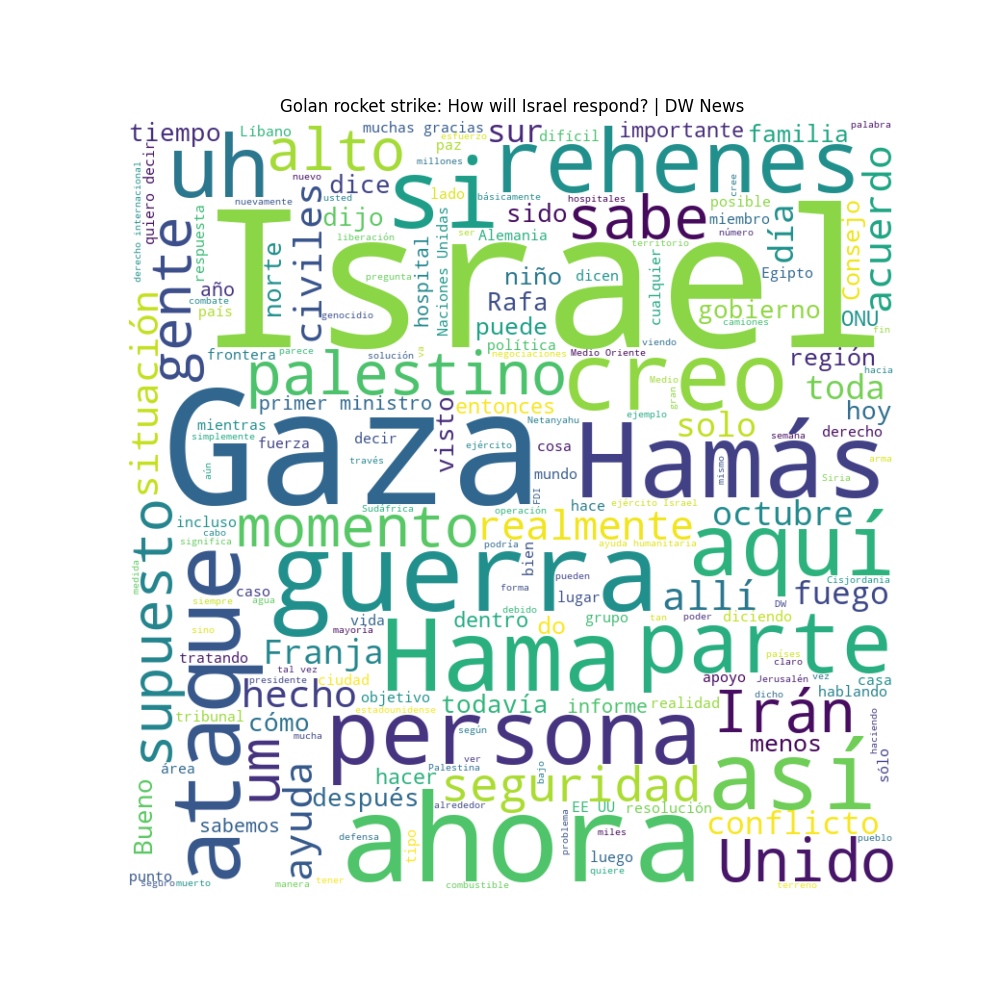 Golan rocket strike: How will Israel respond? | DW News
tiempo
Líbano
muchas gracias
esfuerzo
paz
sur
difícil
importante
familia
palabra
quiero decir
derecho internacional
uh
alto
millones
si
básicamente
rehenes
nuevo
dice
usted
lado
hospitales
cree
posible
miembro
número
día
Consejo
acuerdo
respuesta
gente
nuevamente
civiles
dijo
liberación
ser
sido
sabe
Alemania
territorio
Israel
norte
hospital
Naciones Unidas
pregunta
niño
dicen
cualquier
Egipto
año
combate
país
genocidio
Rafa
puede
gobierno
camiones
ONU
fin
situación
frontera
parece
solución
va
política
negociaciones
Medio Oriente
viendo
región
hacia
palestino
creo
Medio
gran
toda
primer ministro
visto
entonces
Netanyahu
ejemplo
solo
hoy
mientras
simplemente
fuerza
decir
ejército
cosa
semana
derecho
aún
través
Gaza
mundo
Hamás
mismo
Siria
arma
FDI
supuesto
Sudáfrica
operación
hace
ejército Israel
octubre
incluso
cabo
significa
momento
realmente
aquí
podría
bien
ayuda humanitaria
medida
ataque
guerra
pueden
forma
lugar
allí
Cisjordania
fuego
siempre
caso
agua
DW
sino
vida
mayoría
dentro
debido
do
grupo
tan
poder
diciendo
parte
tratando
Franja
Hama
países
claro
tal vez
presidente
ciudad
apoyo
Jerusalén
vez
casa
hablando
hecho
objetivo
dicho
estadounidense
todavía
informe
realidad
Irán
tribunal
cómo
mucha
persona
según
menos
haciendo
sólo
um
ver
área
Palestina
bajo
hacer
seguridad
así
Bueno
ayuda
después
alrededor
EE UU
resolución
sabemos
defensa
tipo
ahora
problema
miles
conflicto
pueblo
luego
quiere
Unido
punto
seguro
muerto
manera
tener
combustible
terreno